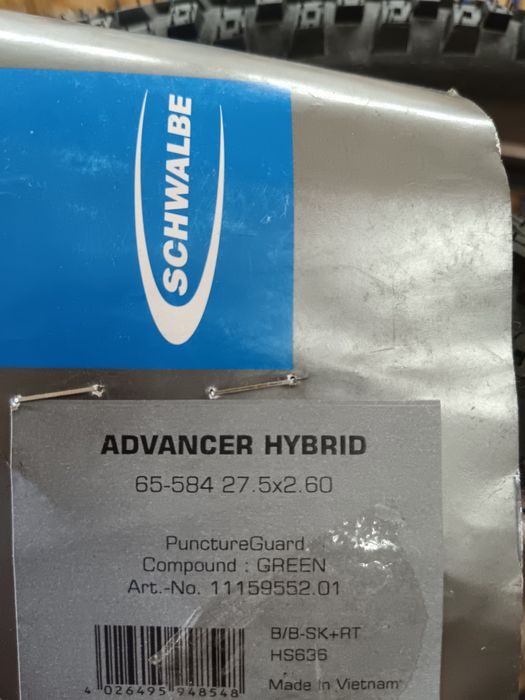 SCHWALBE
ADVANCER HYBRID
65-584 27.5x2.60
PunctureGuard
Compound : GREEN
Art.-No. 11159552.01
B/B-SK+RT
HS636
4 026495 948548
Made in Vietnam